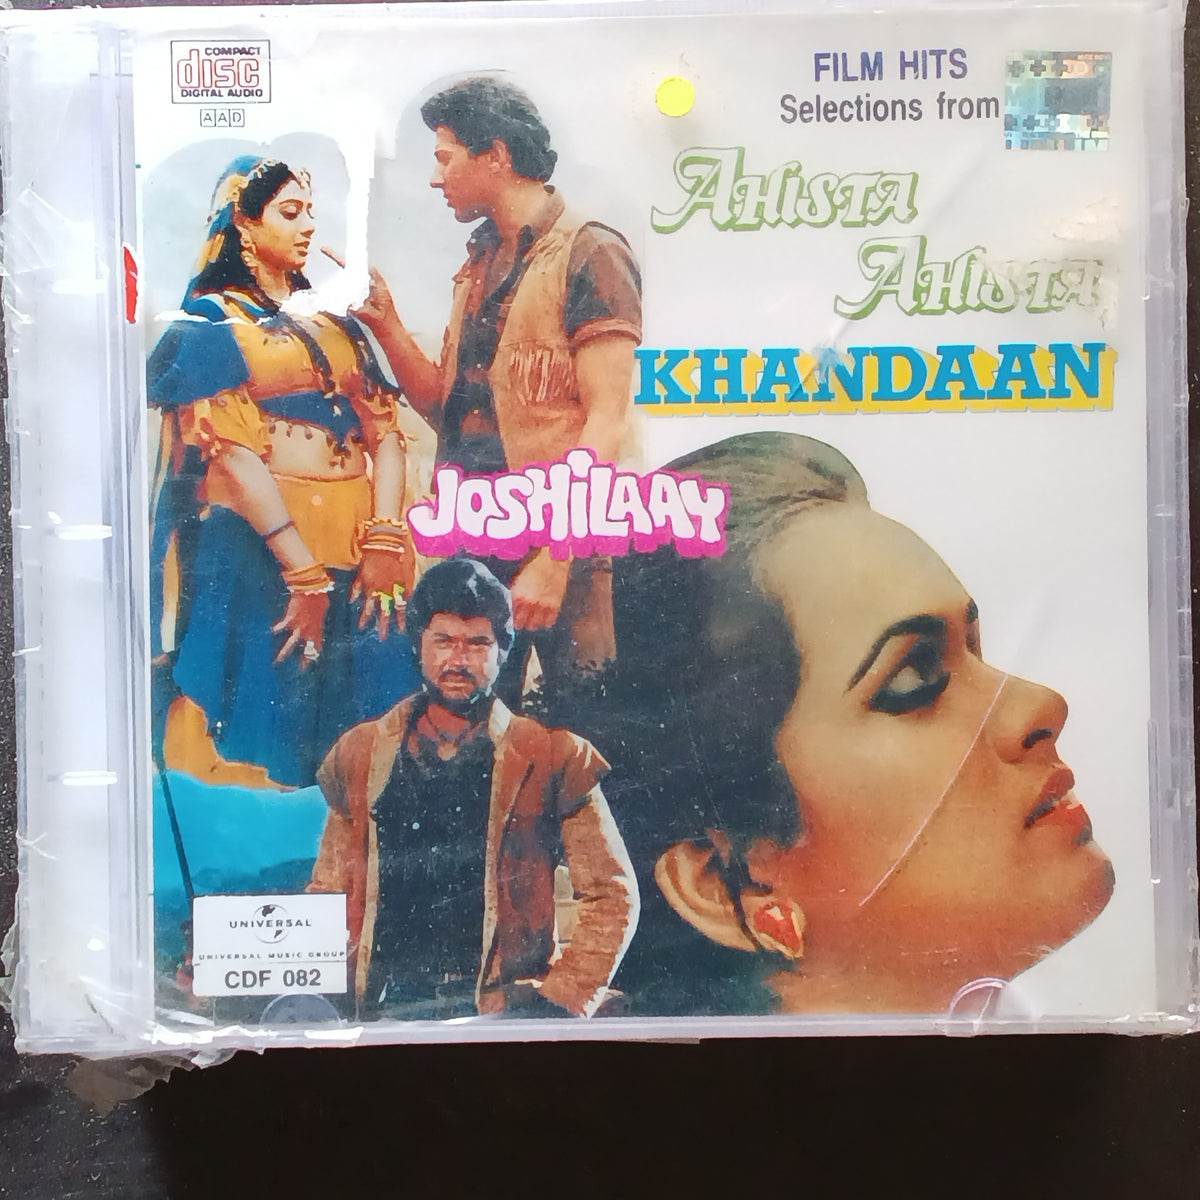 COMPACT
disc
DIGITAL AUDIO
AAD
FILM HITS
Selections from
AHISTA
AHISTA
KHANDAAN
JOSHILAAY
UNIVERSAL
UNIVERSAL MUSIC GROUP
CDF 082